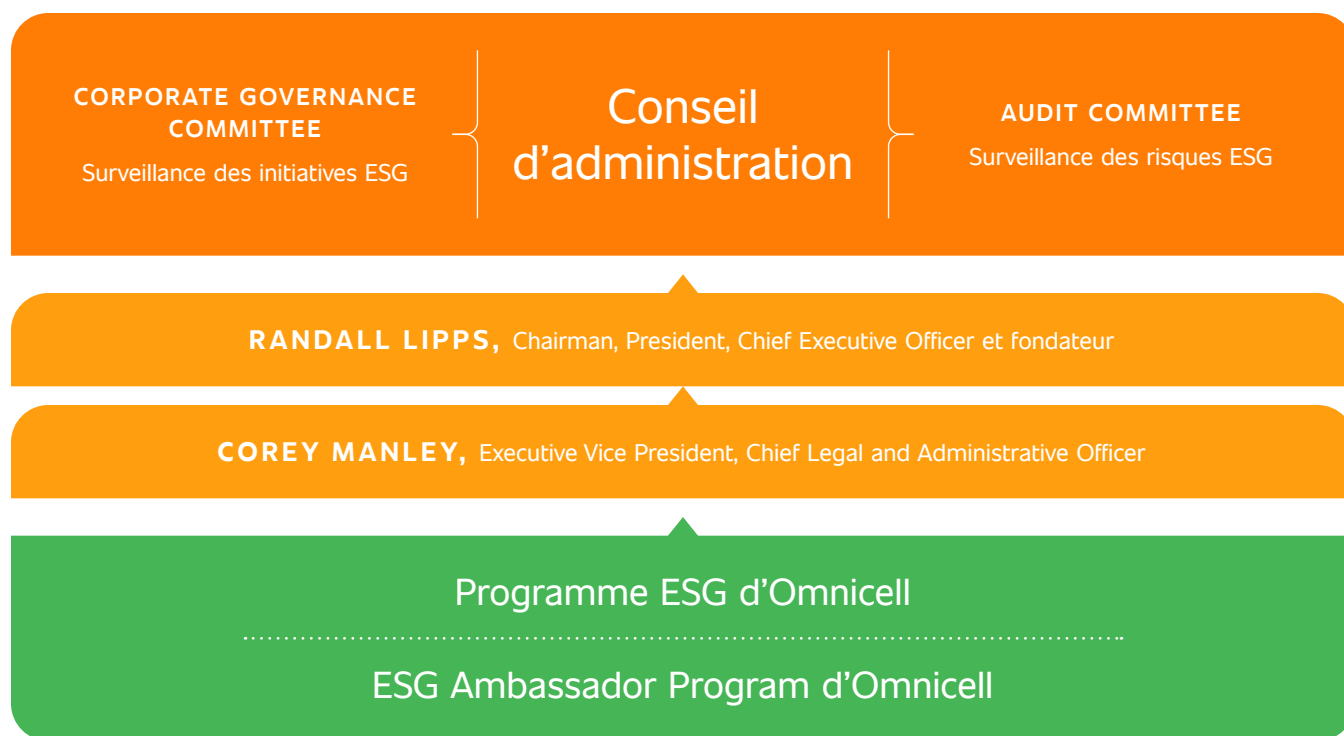 CORPORATE GOVERNANCE
COMMITTEE
Surveillance des initiatives ESG
Conseil
d’administration
AUDIT COMMITTEE
Surveillance des risques ESG
RANDALL LIPPS, Chairman, President, Chief Executive Officer et fondateur
COREY MANLEY, Executive Vice President, Chief Legal and Administrative Officer
Programme ESG d’Omnicell
ESG Ambassador Program d’Omnicell